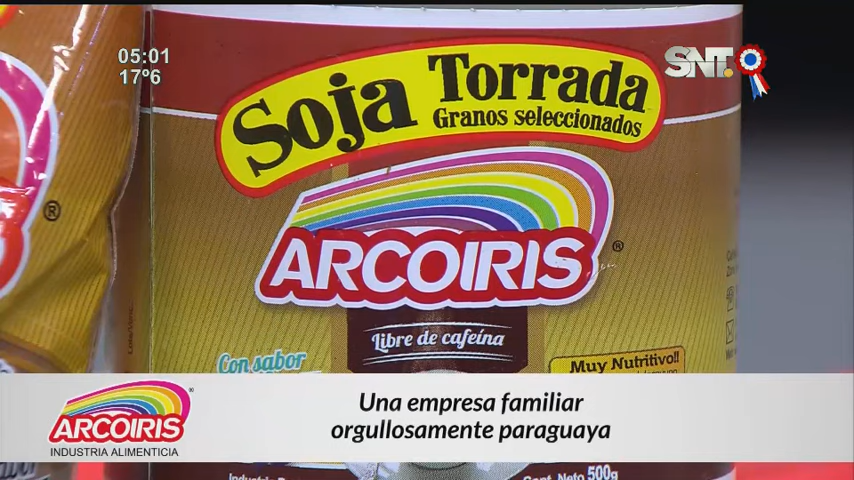 05:01
17°6
SNT.
Soja Torrada
Granos seleccionados
ARCOIRIS®
Libre de cafeína
Con sabor
Muy Nutritivo!!
ARCOIRIS®
INDUSTRIA ALIMENTICIA
Una empresa familiar
orgullosamente paraguaya
Cont. Neto 500g